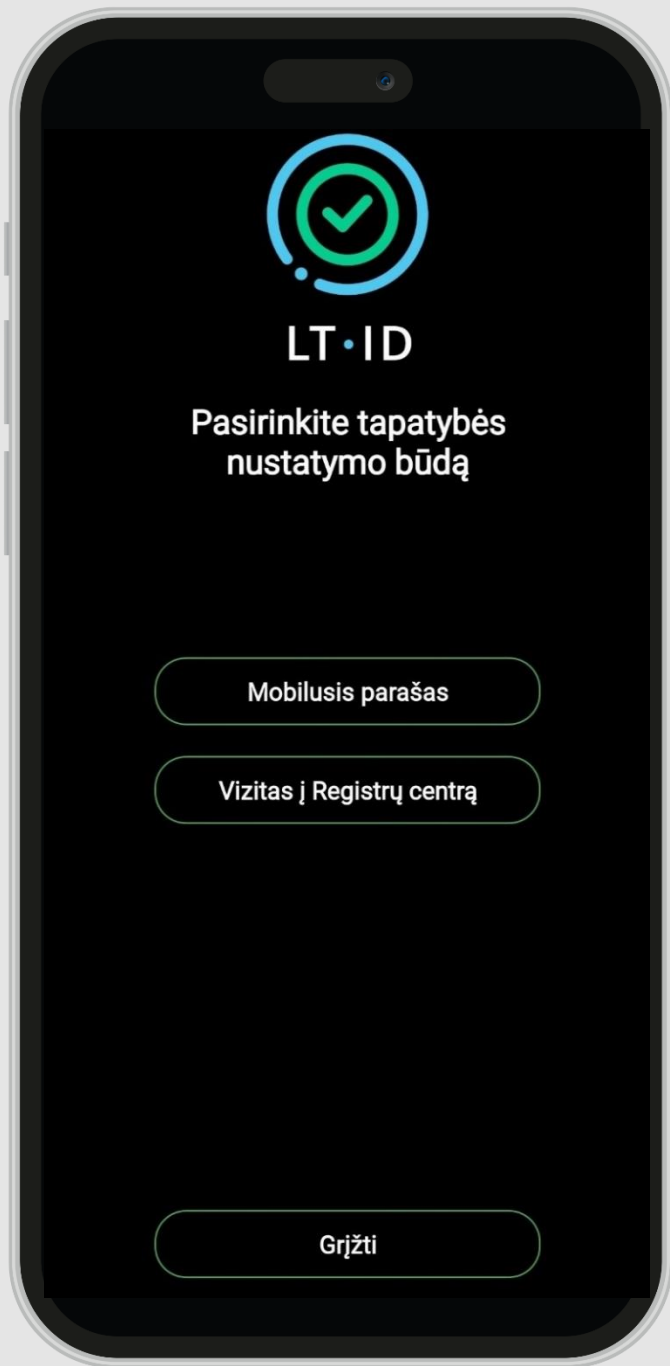 LT·ID
Pasirinkite tapatybės
nustatymo būdą
Mobilusis parašas
Vizitas į Registrų centrą
Grįžti